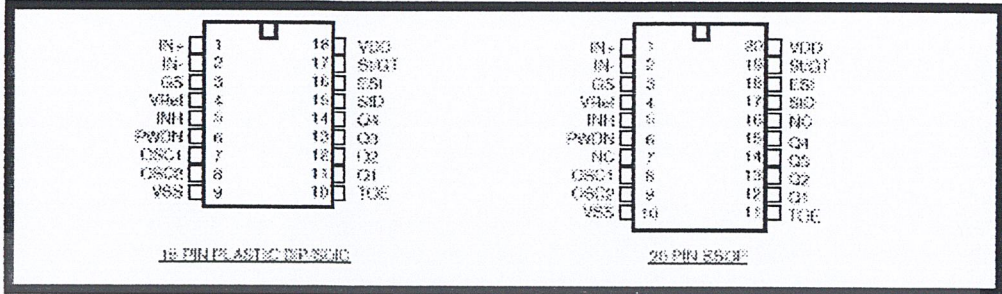 IN+ 1 18 VDD
IN- 2 17 St/GT
GS 3 16 ESt
VRef 4 15 StD
INH 5 14 Q4
PWDN 6 13 Q3
OSC1 7 12 Q2
OSC2 8 11 Q1
VSS 9 10 TOE
18 PIN PLASTIC DIP/SOIC
IN+ 1 20 VDD
IN- 2 19 St/GT
GS 3 18 ESt
VRef 4 17 StD
INH 5 16 NC
PWDN 6 15 Q4
NC 7 14 Q3
OSC1 8 13 Q2
OSC2 9 12 Q1
VSS 10 11 TOE
20 PIN SSOP